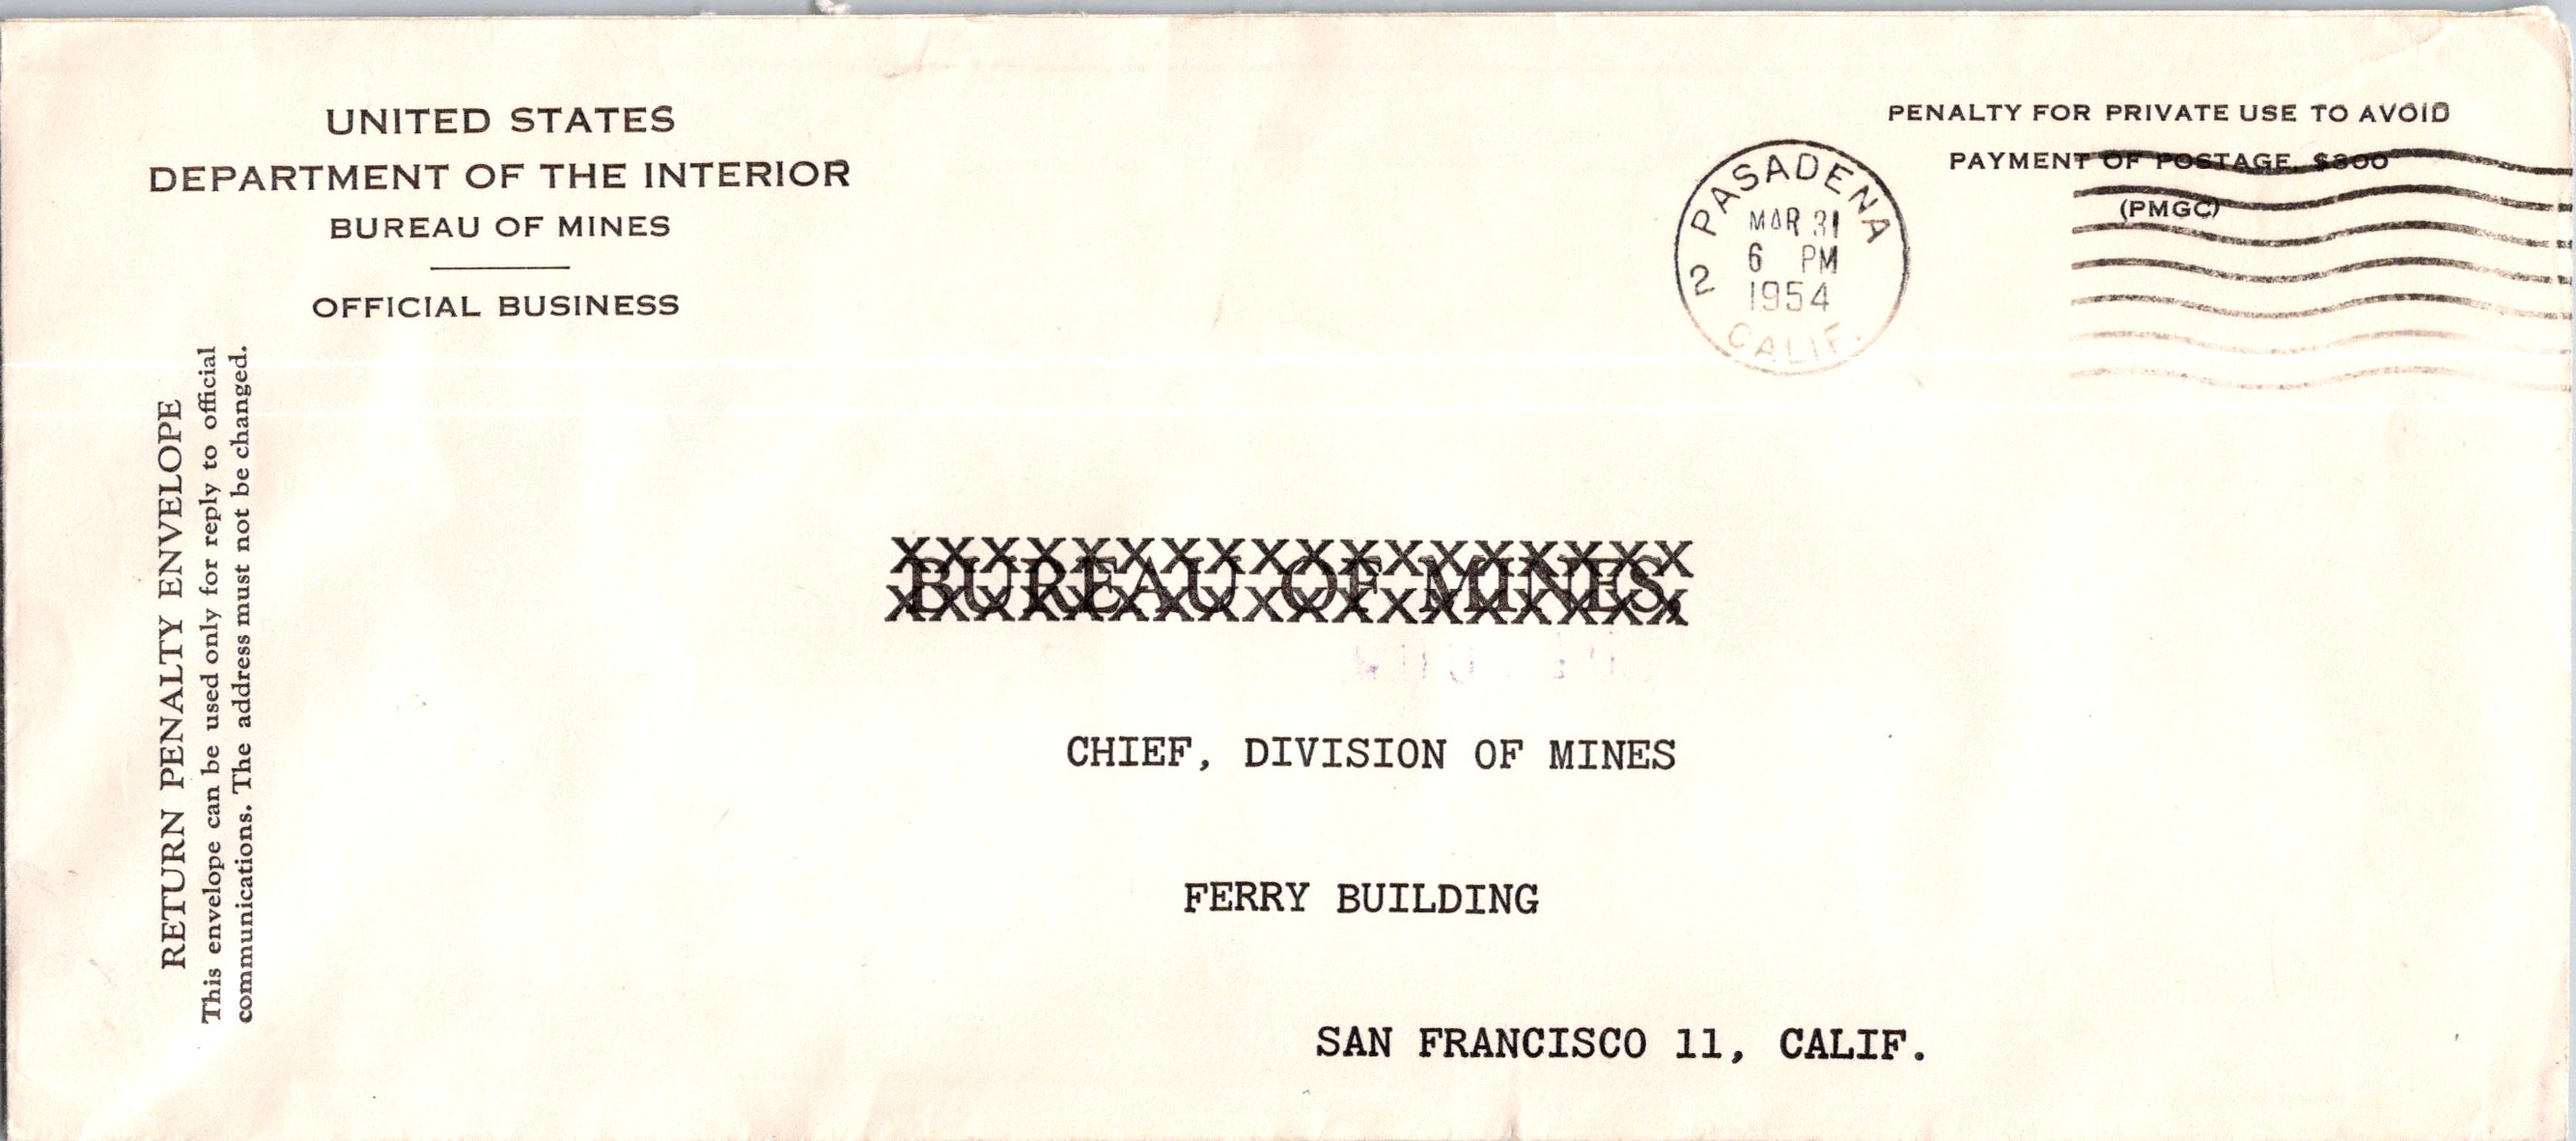 UNITED STATES
DEPARTMENT OF THE INTERIOR
BUREAU OF MINES
OFFICIAL BUSINESS
PENALTY FOR PRIVATE USE TO AVOID
PAYMENT OF POSTAGE, $300
(PMGC)
PASADENA
2
MAR 31
6 PM
1954
CALIF.
RETURN PENALTY ENVELOPE
This envelope can be used only for reply to official
communications. The address must not be changed.
XXXXXXXXXXXXXXXXXX
BUREAU OF MINES,
XXXXXXXXXXXXXXXXXX
CHIEF, DIVISION OF MINES
FERRY BUILDING
SAN FRANCISCO 11, CALIF.